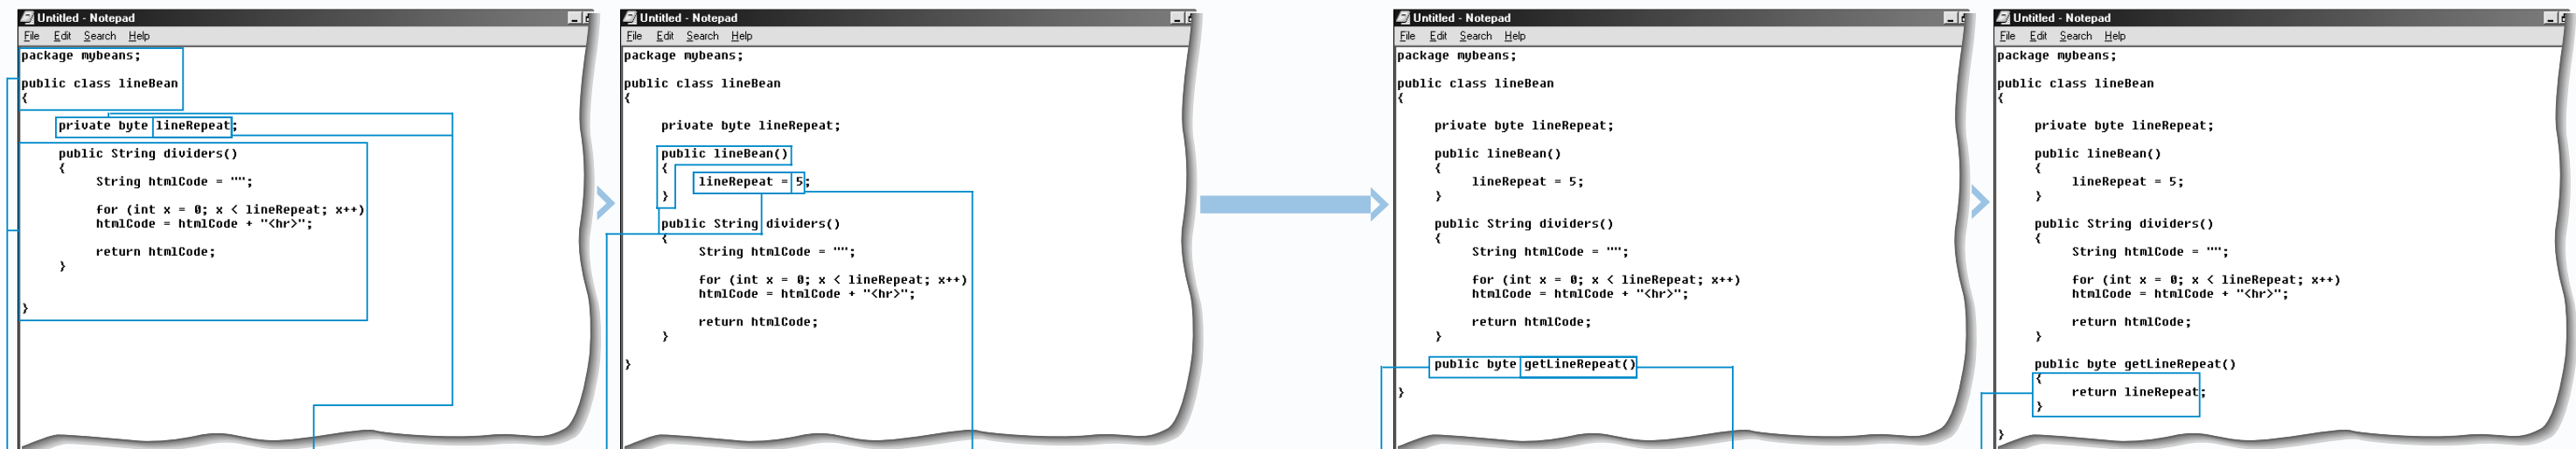 Untitled - Notepad
File Edit Search Help
package mybeans;
public class lineBean
{
private byte lineRepeat;
public String dividers()
{
String htmlCode = "";
for (int x = 0; x < lineRepeat; x++)
htmlCode = htmlCode + "<hr>";
return htmlCode;
}
}
Untitled - Notepad
File Edit Search Help
package mybeans;
public class lineBean
{
private byte lineRepeat;
public lineBean()
{
lineRepeat = 5;
}
public String dividers()
{
String htmlCode = "";
for (int x = 0; x < lineRepeat; x++)
htmlCode = htmlCode + "<hr>";
return htmlCode;
}
}
Untitled - Notepad
File Edit Search Help
package mybeans;
public class lineBean
{
private byte lineRepeat;
public lineBean()
{
lineRepeat = 5;
}
public String dividers()
{
String htmlCode = "";
for (int x = 0; x < lineRepeat; x++)
htmlCode = htmlCode + "<hr>";
return htmlCode;
}
public byte getLineRepeat()
}
Untitled - Notepad
File Edit Search Help
package mybeans;
public class lineBean
{
private byte lineRepeat;
public lineBean()
{
lineRepeat = 5;
}
public String dividers()
{
String htmlCode = "";
for (int x = 0; x < lineRepeat; x++)
htmlCode = htmlCode + "<hr>";
return htmlCode;
}
public byte getLineRepeat()
{
return lineRepeat;
}
}